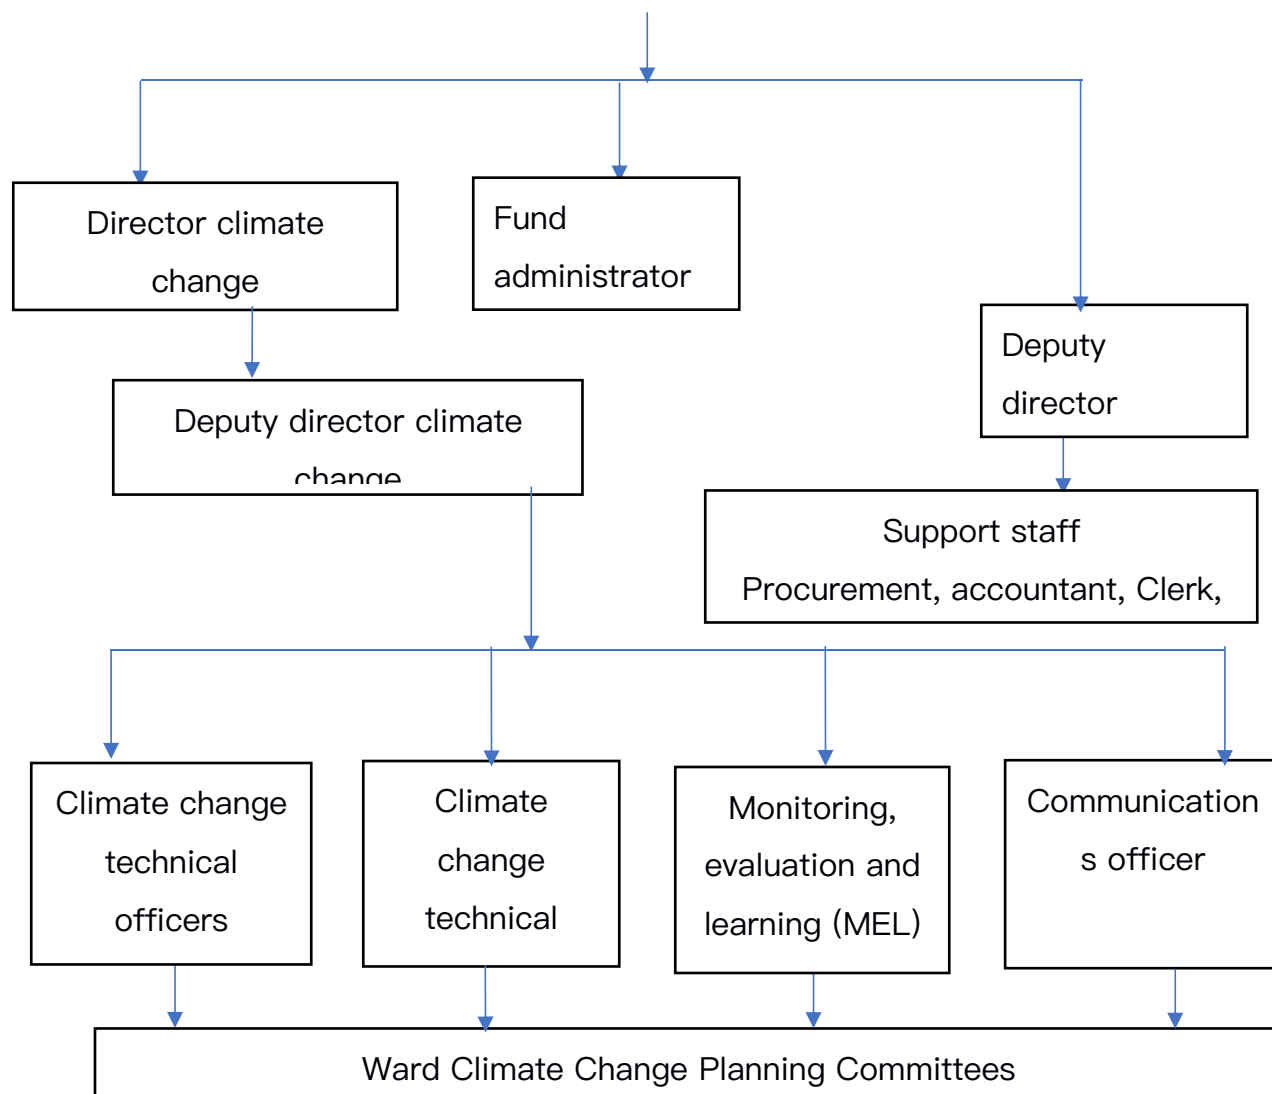 Director climate
change
Fund
administrator
Deputy
director
Deputy director climate
change
Support staff
Procurement, accountant, Clerk,
Climate change
technical
officers
Climate
change
technical
Monitoring,
evaluation and
learning (MEL)
Communication
s officer
Ward Climate Change Planning Committees